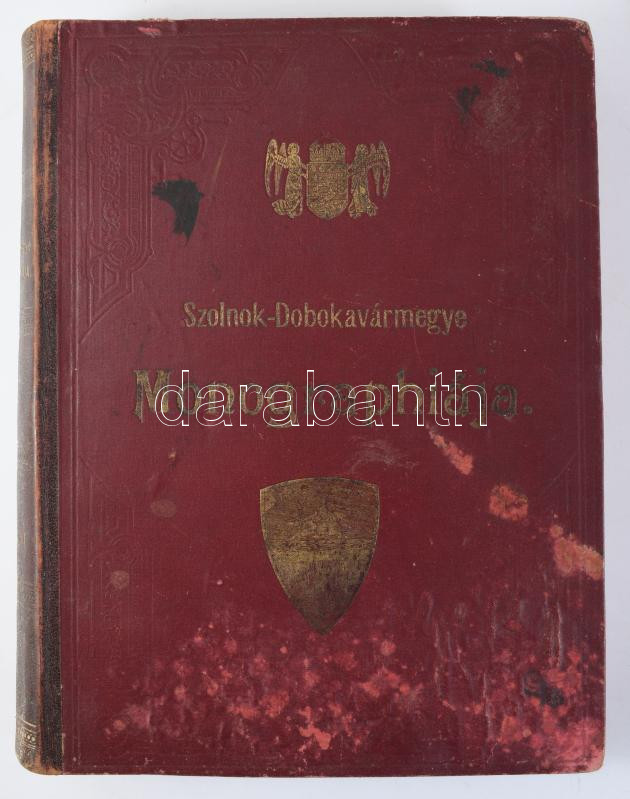 Szolnok-Dobokavármegye
Monographiája.
darabanth